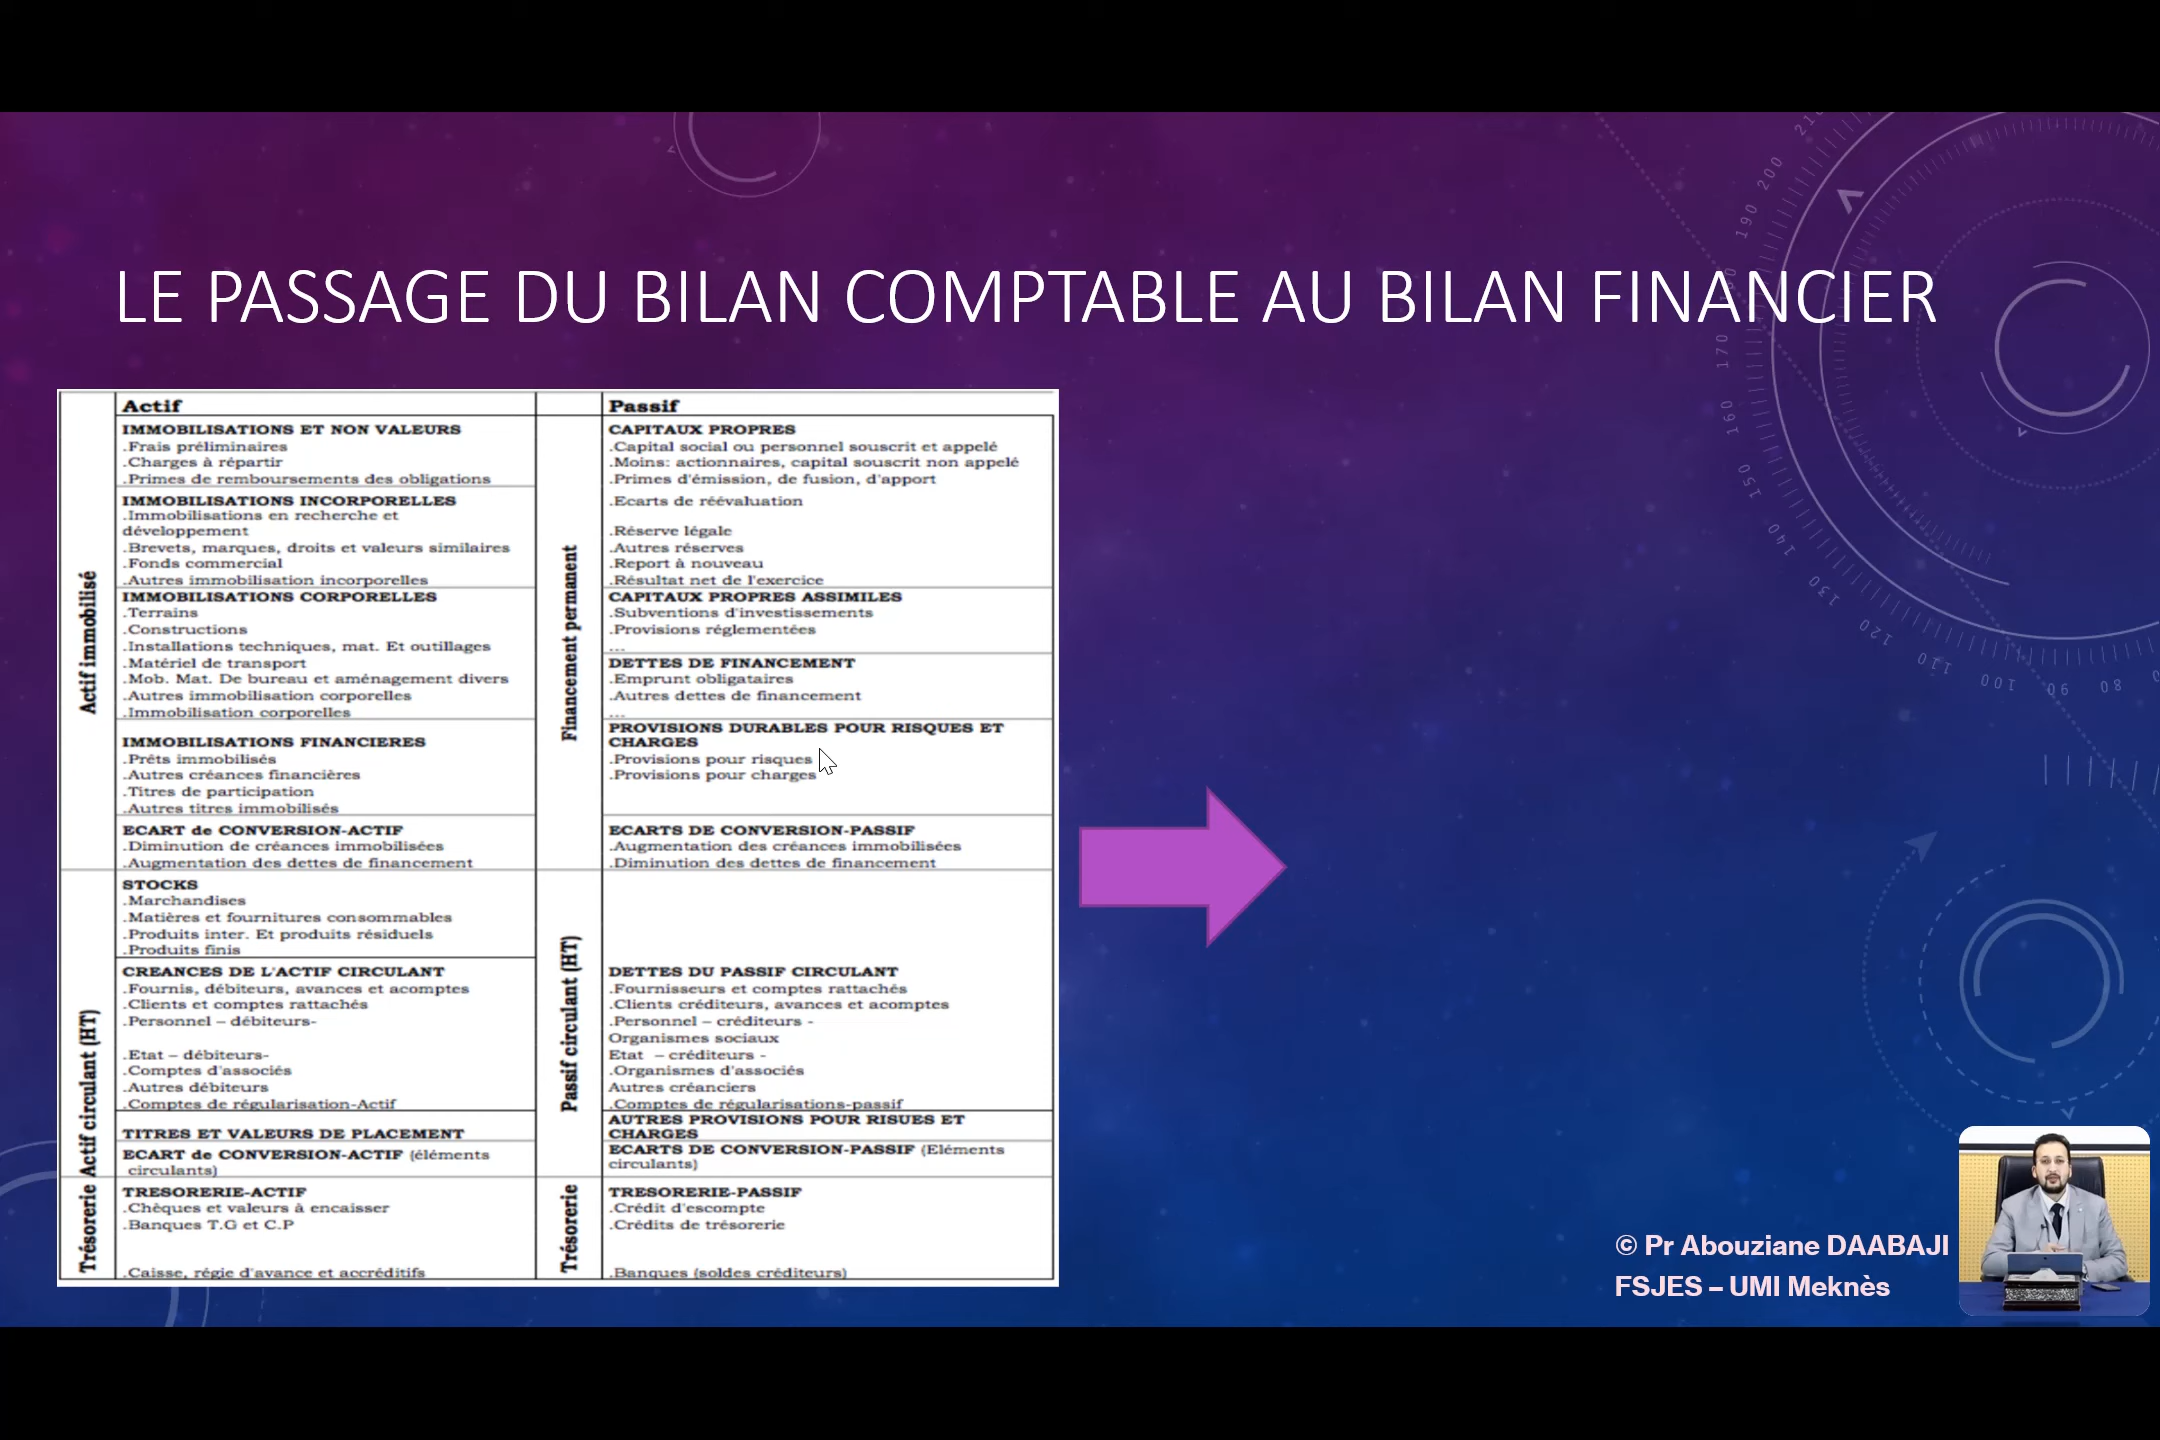 LE PASSAGE DU BILAN COMPTABLE AU BILAN FINANCIER
Actif
Actif immobilisé
IMMOBILISATIONS ET NON VALEURS
.Frais préliminaires
.Charges à répartir
.Primes de remboursements des obligations
IMMOBILISATIONS INCORPORELLES
.Immobilisations en recherche et
développement
.Brevets, marques, droits et valeurs similaires
.Fonds commercial
.Autres immobilisation incorporelles
IMMOBILISATIONS CORPORELLES
.Terrains
.Constructions
.Installations techniques, mat. Et outillages
.Matériel de transport
.Mob. Mat. De bureau et aménagement divers
.Autres immobilisation corporelles
.Immobilisation corporelles
IMMOBILISATIONS FINANCIERES
.Prêts immobilisés
.Autres créances financières
.Titres de participation
.Autres titres immobilisés
ECART de CONVERSION-ACTIF
.Diminution de créances immobilisées
.Augmentation des dettes de financement
Actif circulant (HT)
STOCKS
.Marchandises
.Matières et fournitures consommables
.Produits inter. Et produits résiduels
.Produits finis
CREANCES DE L'ACTIF CIRCULANT
.Fournis, débiteurs, avances et acomptes
.Clients et comptes rattachés
.Personnel – débiteurs-
.Etat – débiteurs-
.Comptes d'associés
.Autres débiteurs
.Comptes de régularisation-Actif
TITRES ET VALEURS DE PLACEMENT
ECART de CONVERSION-ACTIF (éléments
circulants)
Trésorerie
TRESORERIE-ACTIF
.Chèques et valeurs à encaisser
.Banques T.G et C.P
.Caisse, régie d'avance et accréditifs
Passif
Financement permanent
CAPITAUX PROPRES
.Capital social ou personnel souscrit et appelé
.Moins: actionnaires, capital souscrit non appelé
.Primes d'émission, de fusion, d'apport
.Ecarts de réévaluation
.Réserve légale
.Autres réserves
.Report à nouveau
.Résultat net de l'exercice
CAPITAUX PROPRES ASSIMILES
.Subventions d'investissements
.Provisions réglementées
...
DETTES DE FINANCEMENT
.Emprunt obligataires
.Autres dettes de financement
...
PROVISIONS DURABLES POUR RISQUES ET
CHARGES
.Provisions pour risques
.Provisions pour charges
ECARTS DE CONVERSION-PASSIF
.Augmentation des créances immobilisées
.Diminution des dettes de financement
Passif circulant (HT)
DETTES DU PASSIF CIRCULANT
.Fournisseurs et comptes rattachés
.Clients créditeurs, avances et acomptes
.Personnel – créditeurs -
Organismes sociaux
Etat – créditeurs -
.Organismes d'associés
Autres créanciers
.Comptes de régularisations-passif
AUTRES PROVISIONS POUR RISUES ET
CHARGES
ECARTS DE CONVERSION-PASSIF (Eléments
circulants)
Trésorerie
TRESORERIE-PASSIF
.Crédit d'escompte
.Crédits de trésorerie
.Banques (soldes créditeurs)
210
200
190
180
170
160
150
140
130
120
110
100
90
80
© Pr Abouziane DAABAJI
FSJES – UMI Meknès